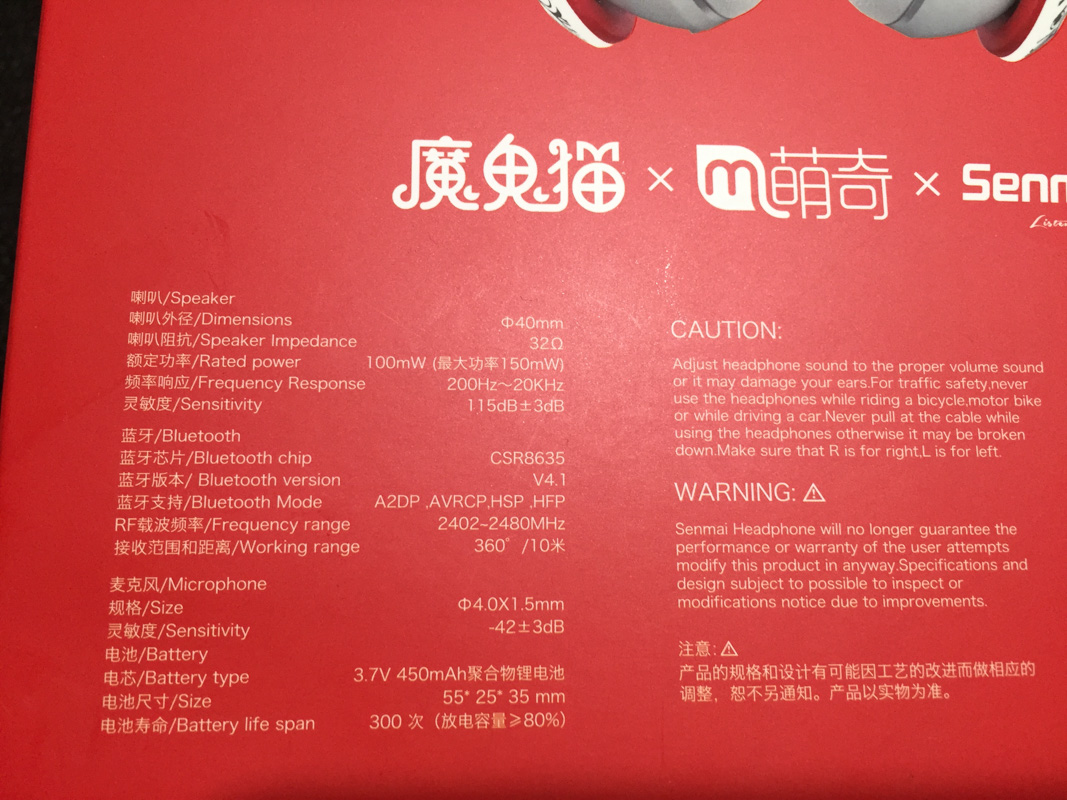 魔鬼猫 × m萌奇 × Senm
Liste
喇叭/Speaker
喇叭外径/Dimensions Φ40mm
喇叭阻抗/Speaker Impedance 32Ω
额定功率/Rated power 100mW (最大功率150mW)
频率响应/Frequency Response 200Hz～20KHz
灵敏度/Sensitivity 115dB±3dB
蓝牙/Bluetooth
蓝牙芯片/Bluetooth chip CSR8635
蓝牙版本/ Bluetooth version V4.1
蓝牙支持/Bluetooth Mode A2DP ,AVRCP,HSP ,HFP
RF载波频率/Frequency range 2402~2480MHz
接收范围和距离/Working range 360° /10米
麦克风/Microphone
规格/Size Φ4.0X1.5mm
灵敏度/Sensitivity -42±3dB
电池/Battery
电芯/Battery type 3.7V 450mAh聚合物锂电池
电池尺寸/Size 55* 25* 35 mm
电池寿命/Battery life span 300 次（放电容量≥80%）
CAUTION:
Adjust headphone sound to the proper volume sound
or it may damage your ears.For traffic safety,never
use the headphones while riding a bicycle,motor bike
or while driving a car.Never pull at the cable while
using the headphones otherwise it may be broken
down.Make sure that R is for right,L is for left.
WARNING: ⚠
Senmai Headphone will no longer guarantee the
performance or warranty of the user attempts
modify this product in anyway.Specifications and
design subject to possible to inspect or
modifications notice due to improvements.
注意: ⚠
产品的规格和设计有可能因工艺的改进而做相应的
调整，恕不另通知。产品以实物为准。